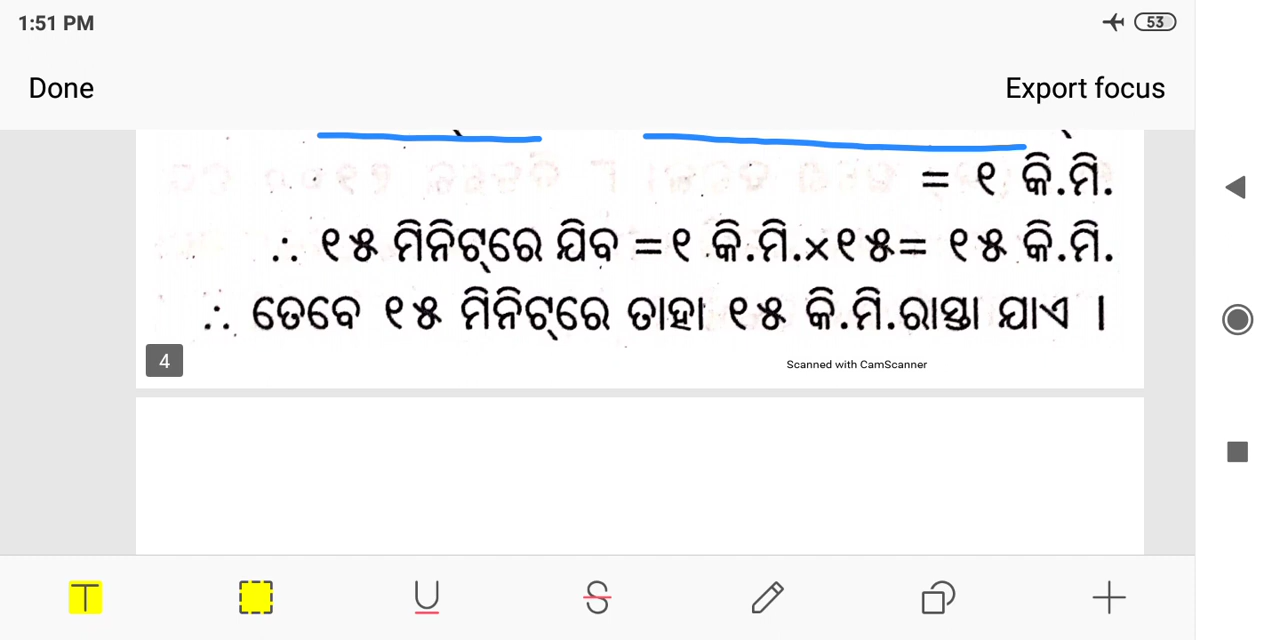 1:51 PM
53
Done
Export focus
= ୧ କି.ମି.
∴ ୧୫ ମିନିଟ୍‌ରେ ଯିବ =୧ କି.ମି.×୧୫= ୧୫ କି.ମି.
∴ ତେବେ ୧୫ ମିନିଟ୍‌ରେ ତାହା ୧୫ କି.ମି.ରାସ୍ତା ଯାଏ ।
4
Scanned with CamScanner
T
U
S